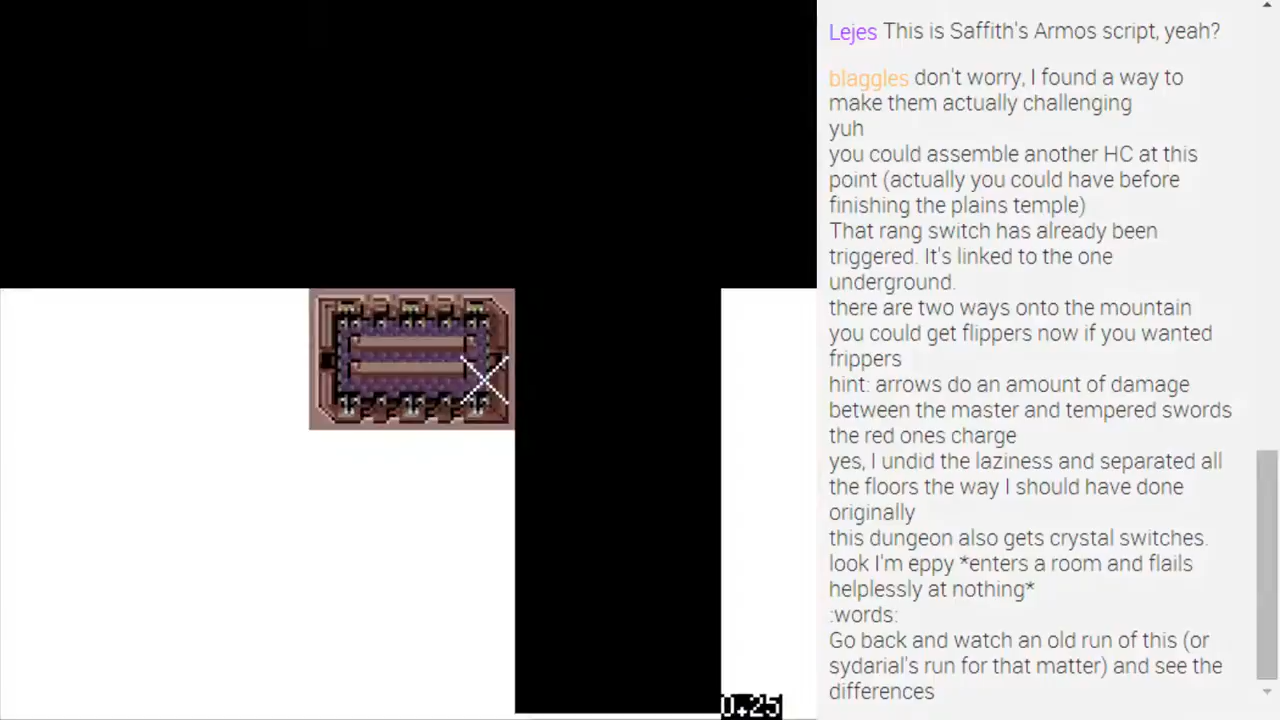 Lejes This is Saffith's Armos script, yeah?
blaggles don't worry, I found a way to
make them actually challenging
yuh
you could assemble another HC at this
point (actually you could have before
finishing the plains temple)
That rang switch has already been
triggered. It's linked to the one
underground.
there are two ways onto the mountain
you could get flippers now if you wanted
frippers
hint: arrows do an amount of damage
between the master and tempered swords
the red ones charge
yes, I undid the laziness and separated all
the floors the way I should have done
originally
this dungeon also gets crystal switches.
look I'm eppy *enters a room and flails
helplessly at nothing*
:words:
Go back and watch an old run of this (or
sydarial's run for that matter) and see the
differences
0.25